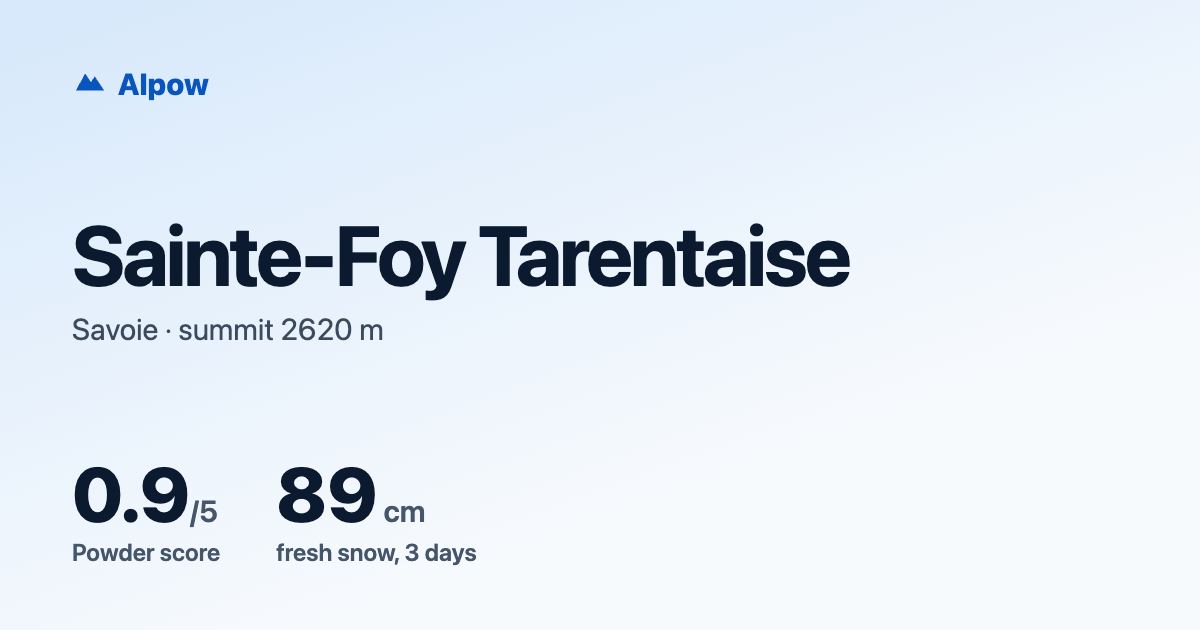 Alpow
Sainte-Foy Tarentaise
Savoie · summit 2620 m
0.9/5 89 cm
Powder score fresh snow, 3 days